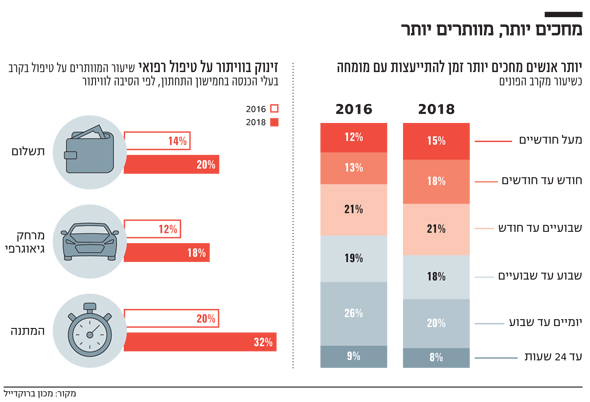 מחכים יותר, מוותרים יותר
יותר אנשים מחכים יותר זמן להתייעצות עם מומחה
כשיעור מקרב הפונים
2016
2018
12%
15%
מעל חודשיים
13%
18%
חודש עד חודשים
21%
21%
שבועיים עד חודש
19%
18%
שבוע עד שבועיים
26%
20%
יומיים עד שבוע
9%
8%
עד 24 שעות
זינוק בוויתור על טיפול רפואי שיעור המוותרים על טיפול בקרב
בעלי הכנסה בחמישון התחתון, לפי הסיבה לוויתור
2016
2018
תשלום
14%
20%
מרחק
גיאוגרפי
12%
18%
המתנה
20%
32%
מקור: מכון ברוקדייל